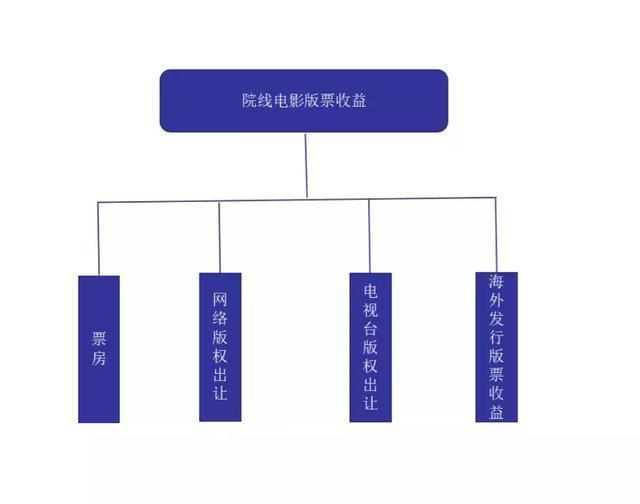 院线电影版票收益
票房
网络版权出让
电视台版权出让
海外发行版票收益